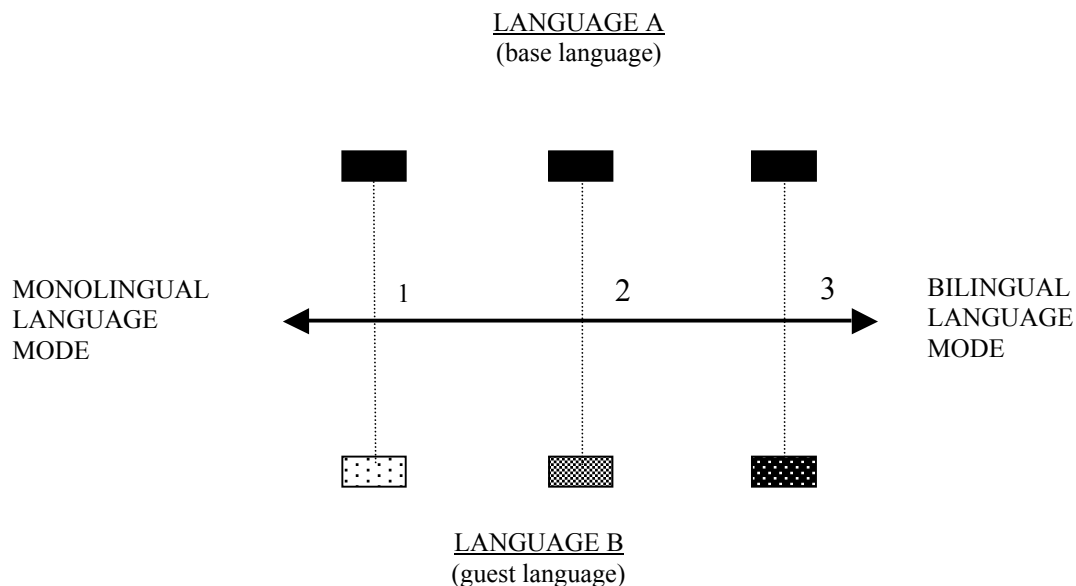 LANGUAGE A
(base language)
MONOLINGUAL
LANGUAGE
MODE
1
2
3
BILINGUAL
LANGUAGE
MODE
LANGUAGE B
(guest language)